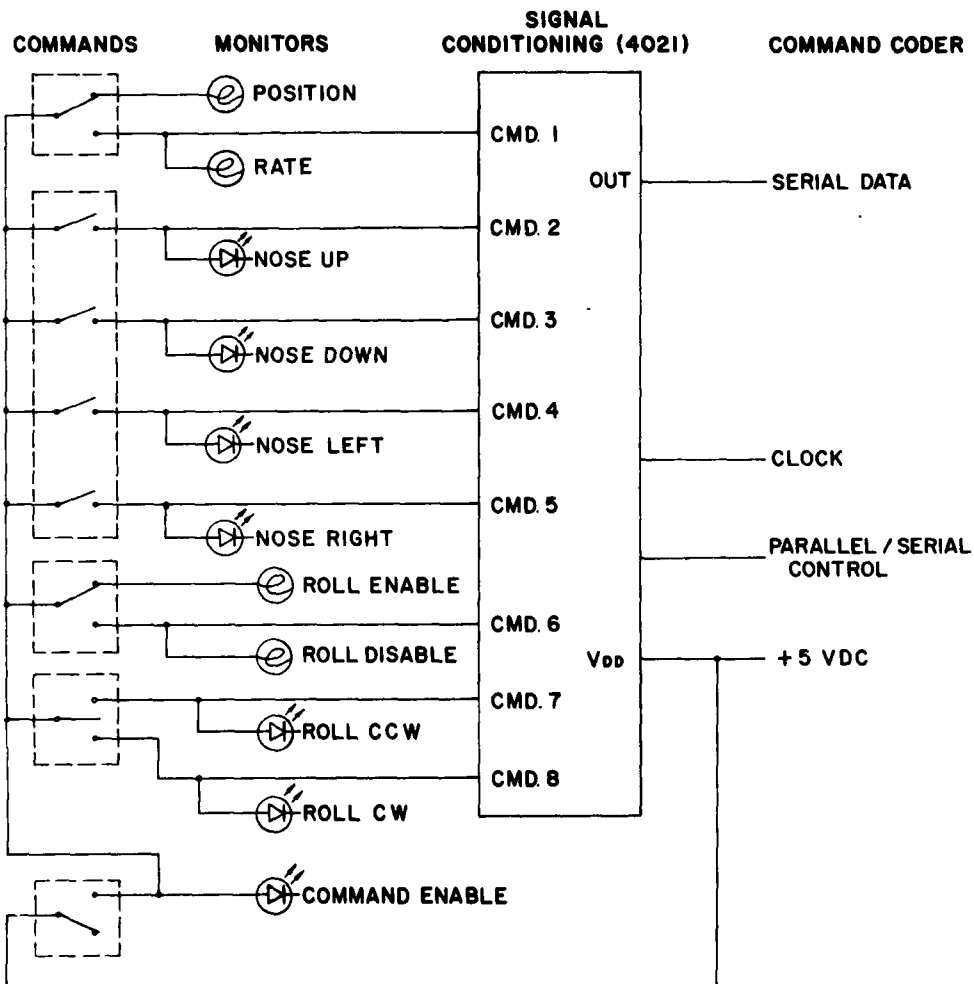 COMMANDS
MONITORS
SIGNAL
CONDITIONING (4021)
COMMAND CODER
POSITION
CMD. 1
RATE
OUT
SERIAL DATA
CMD. 2
NOSE UP
CMD. 3
NOSE DOWN
CMD. 4
NOSE LEFT
CLOCK
CMD. 5
NOSE RIGHT
PARALLEL / SERIAL
CONTROL
ROLL ENABLE
CMD. 6
ROLL DISABLE
VDD
+5 VDC
CMD. 7
ROLL CCW
CMD. 8
ROLL CW
COMMAND ENABLE